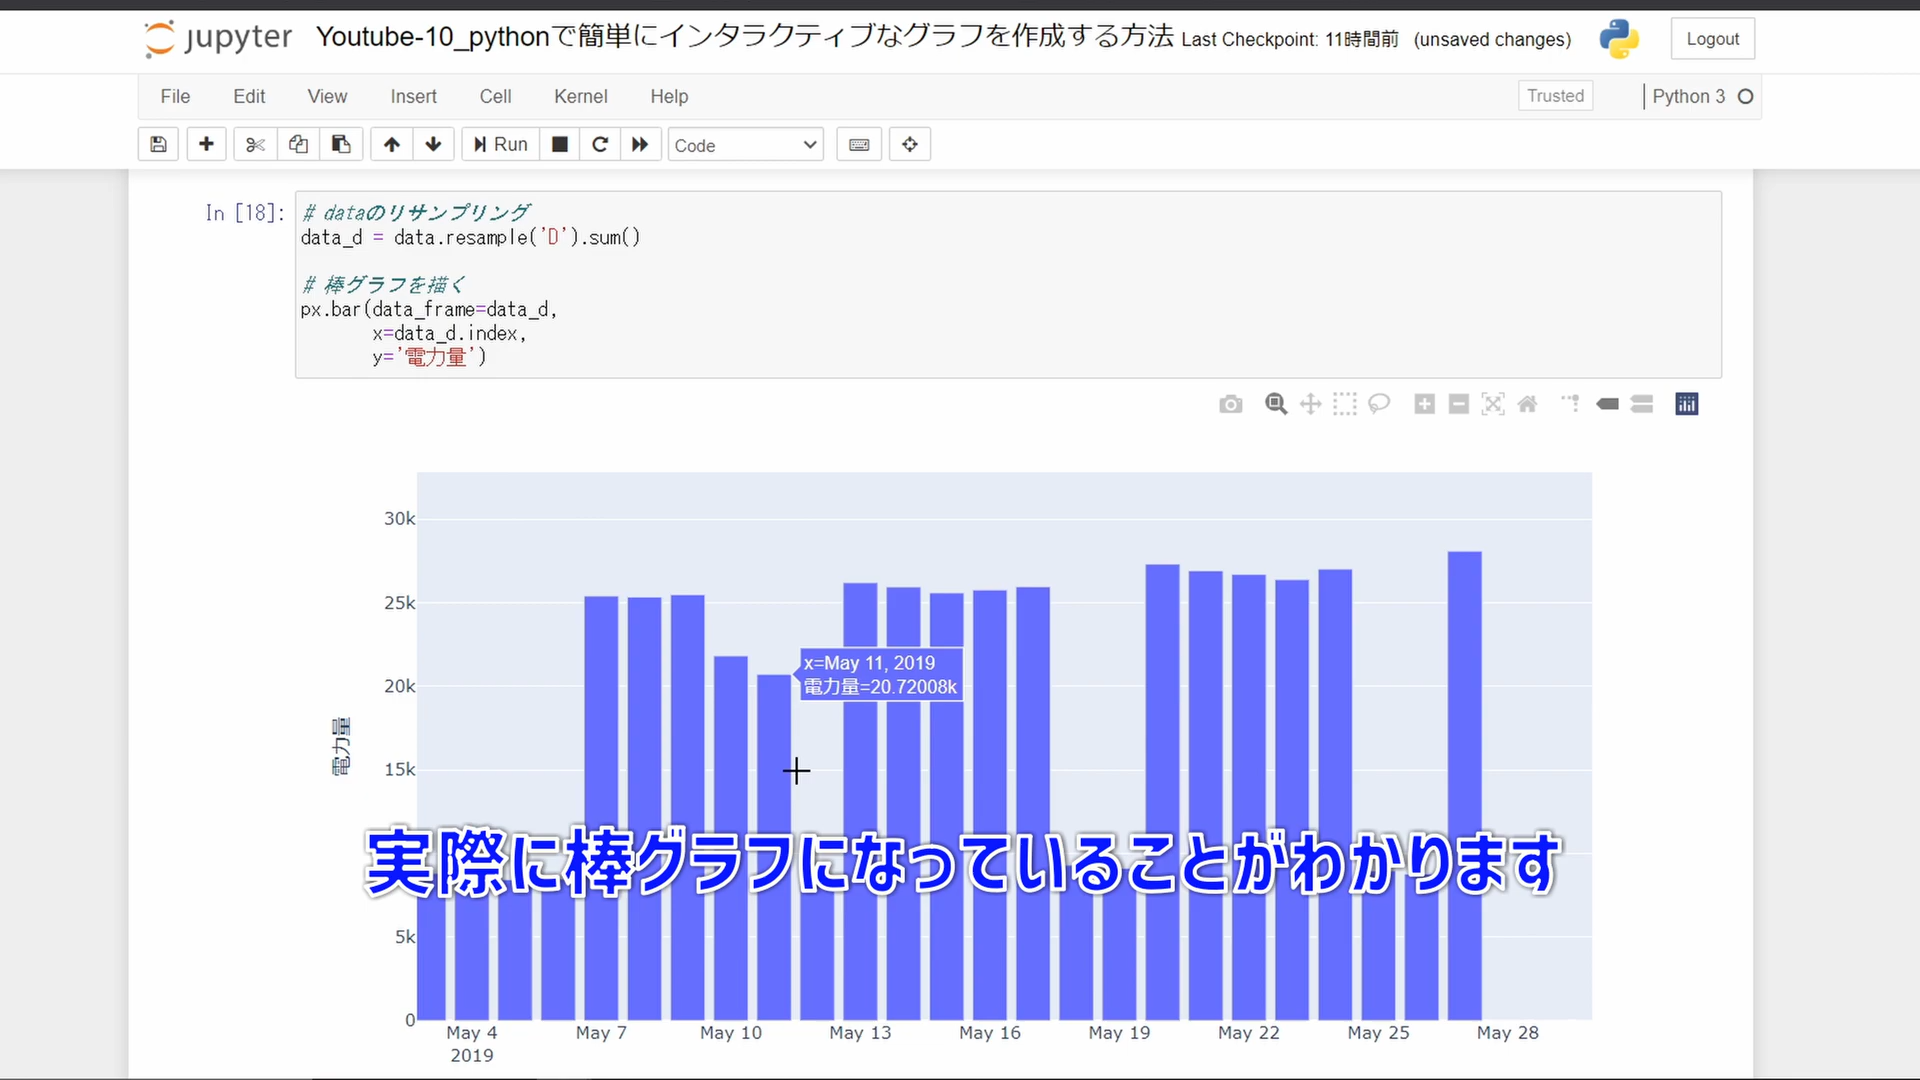 jupyter Youtube-10_pythonで簡単にインタラクティブなグラフを作成する方法 Last Checkpoint: 11時間前 (unsaved changes) Logout
File Edit View Insert Cell Kernel Help Trusted Python 3
Run Code
In [18]: # dataのリサンプリング
data_d = data.resample('D').sum()
# 棒グラフを描く
px.bar(data_frame=data_d,
x=data_d.index,
y='電力量')
30k
25k
20k
15k
5k
0
電力量
x=May 11, 2019
電力量=20.72008k
実際に棒グラフになっていることがわかります
May 4 May 7 May 10 May 13 May 16 May 19 May 22 May 25 May 28
2019